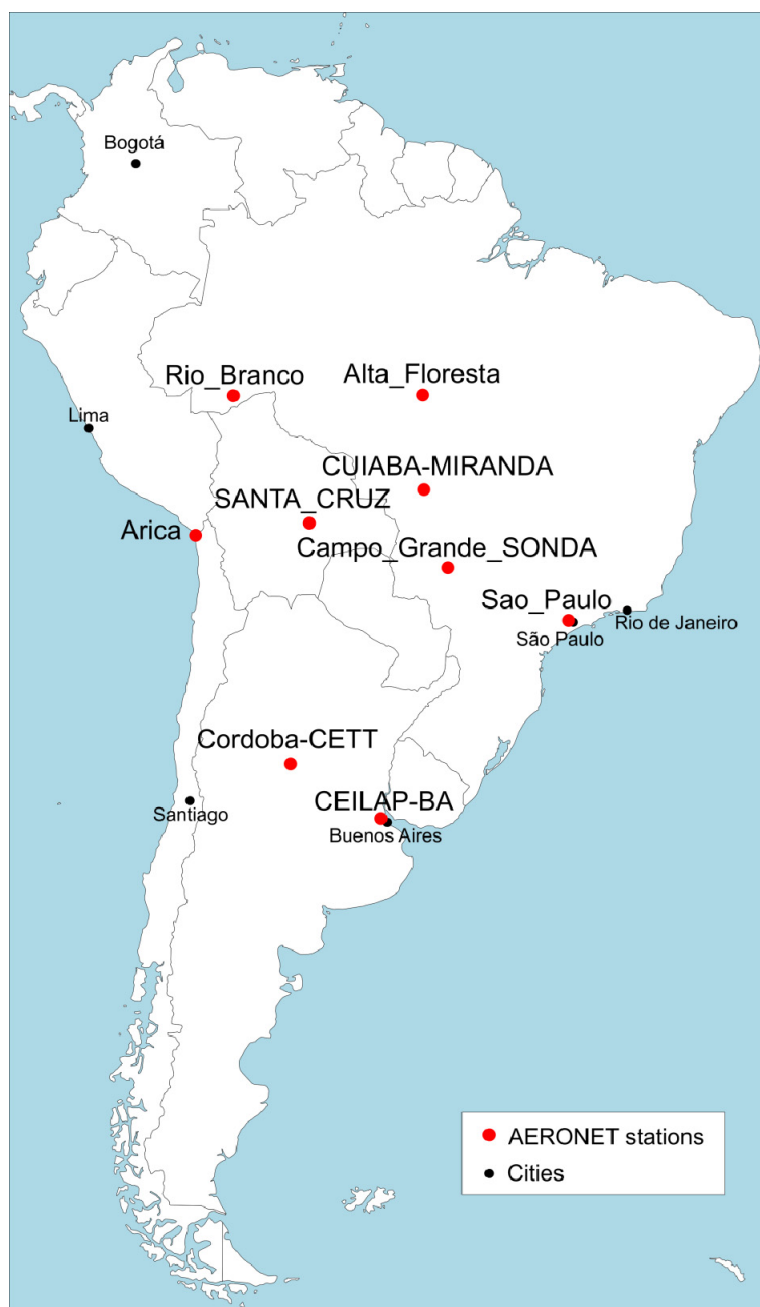 Bogotá
Rio_Branco
Alta_Floresta
Lima
CUIABA-MIRANDA
SANTA_CRUZ
Arica
Campo_Grande_SONDA
Sao_Paulo
Rio de Janeiro
São Paulo
Cordoba-CETT
CEILAP-BA
Santiago
Buenos Aires
AERONET stations
Cities